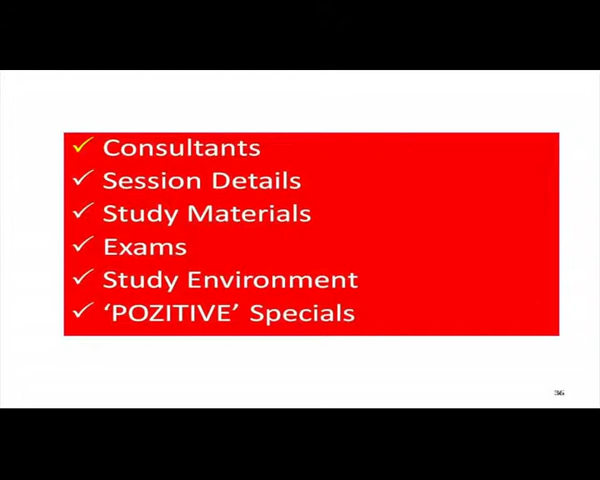 ✓ Consultants
✓ Session Details
✓ Study Materials
✓ Exams
✓ Study Environment
✓ ‘POZITIVE’ Specials
36